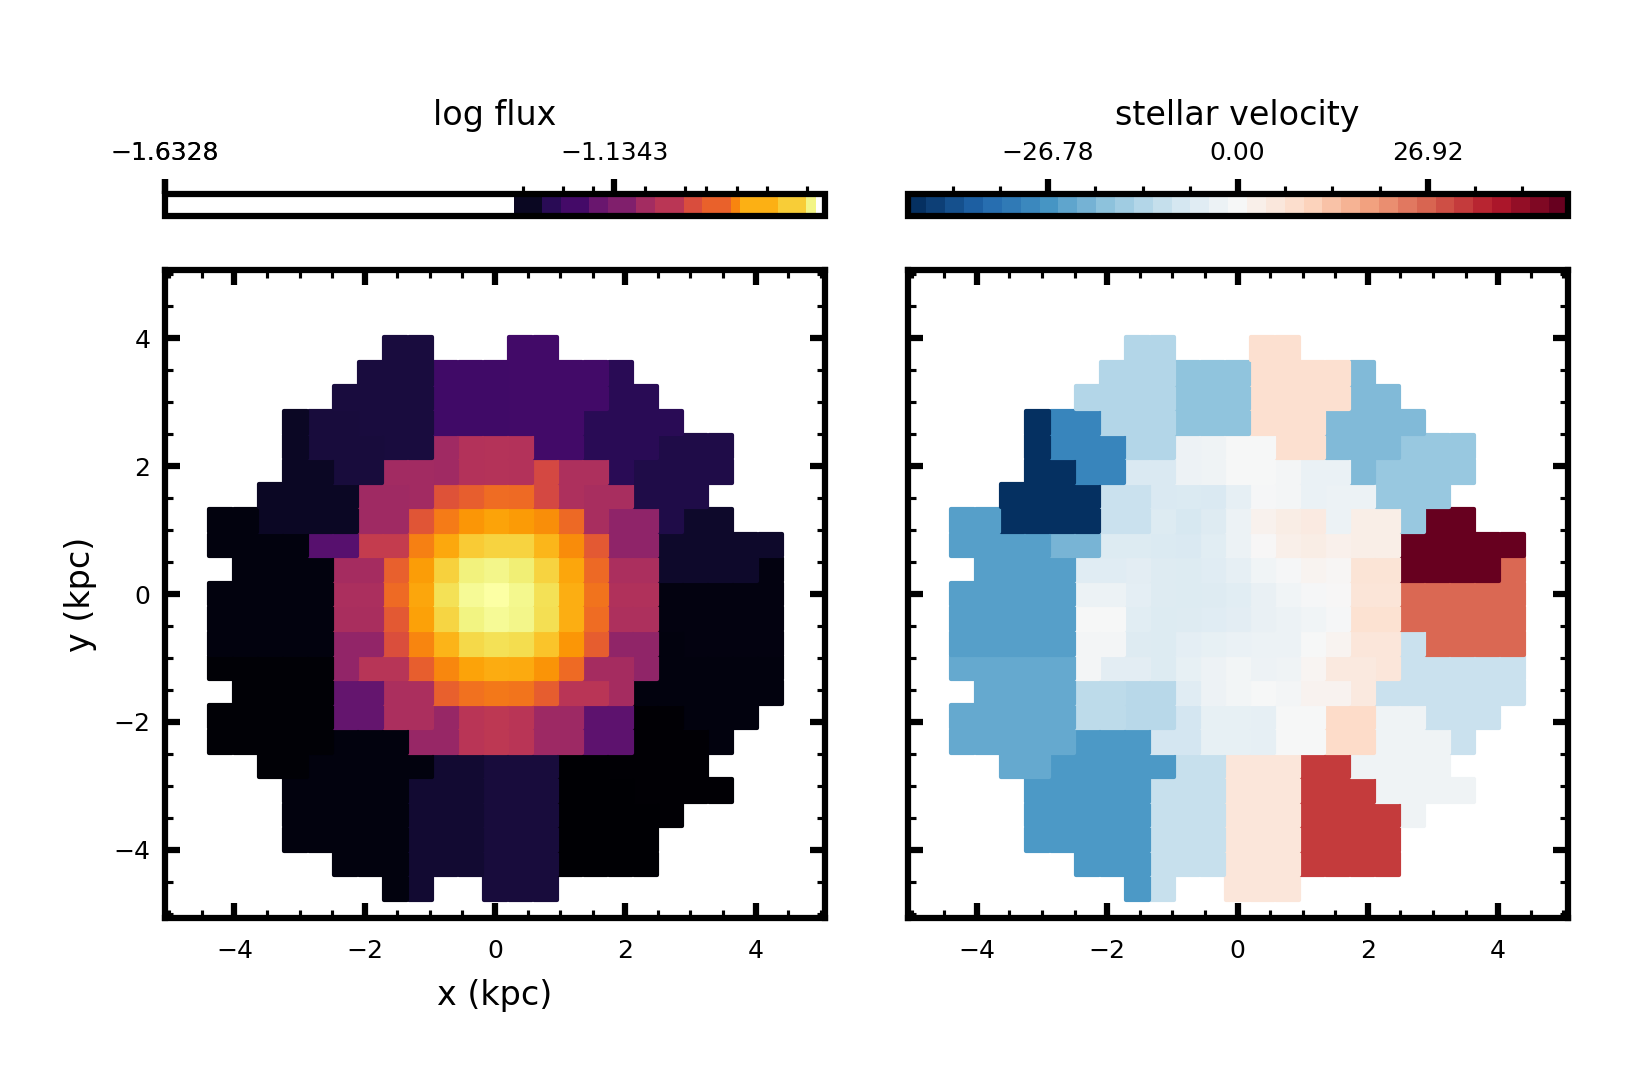 log flux
−1.6328 −1.1343
stellar velocity
−26.78 0.00 26.92
y (kpc)
4
2
0
−2
−4
−4 −2 0 2 4
x (kpc)
−4 −2 0 2 4